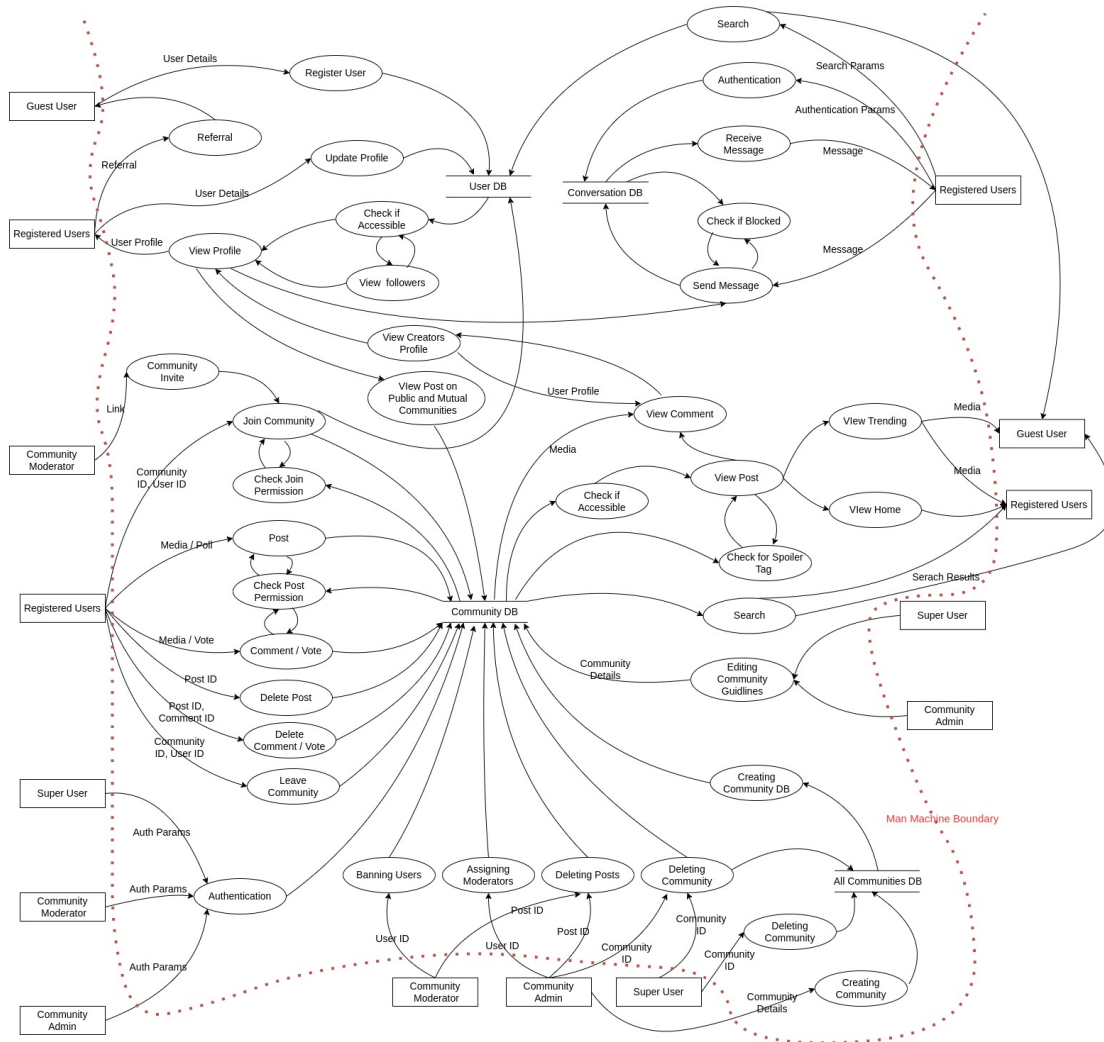 Search
User Details
Register User
Search Params
Authentication
Guest User
Authentication Params
Referral
Receive
Message
Message
Referral
Update Profile
User DB
Conversation DB
Registered Users
User Details
Check if
Accessible
Check if Blocked
Registered Users
User Profile
View Profile
Message
View  followers
Send Message
View Creators
Profile
Community
Invite
VIew Post on
Public and Mutual
Communities
User Profile
Link
Join Community
View Comment
VIew Trending
Media
Guest User
Community
Moderator
Media
Community
ID, User ID
Check Join
Permission
View Post
Media
Check if
Accessible
VIew Home
Registered Users
Media / Poll
Post
Check for Spoiler
Tag
Serach Results
Check Post
Permission
Registered Users
Community DB
Search
Super User
Media / Vote
Comment / Vote
Community
Details
Editing
Community
Guidlines
Post ID
Delete Post
Post ID,
Comment ID
Community
Admin
Delete
Comment / Vote
Community
ID, User ID
Leave
Community
Creating
Community DB
Super User
Man Machine Boundary
Auth Params
Banning Users
Assigning
Moderators
Deleting Posts
Deleting
Community
All Communities DB
Auth Params
Authentication
Community
Moderator
Post ID
Community
ID
Deleting
Community
User ID
User ID
Post ID
Community
ID
Community
ID
Auth Params
Community
Moderator
Community
Admin
Super User
Community
Details
Creating
Community
Community
Admin